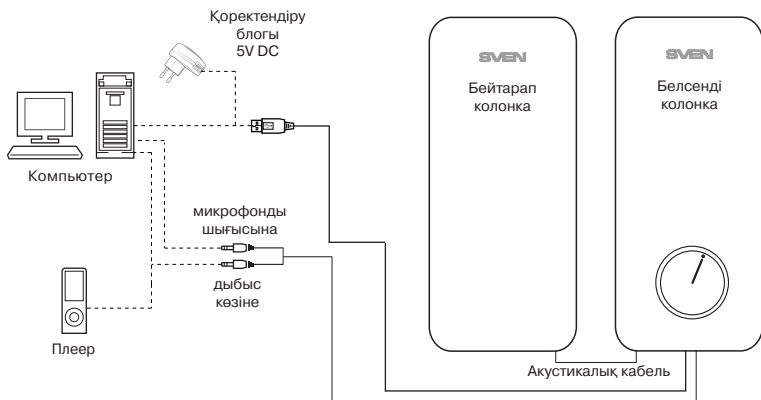 Қоректендіру
блогы
5V DC
SVEN
Бейтарап
колонка
SVEN
Белсенді
колонка
Компьютер
микрофонды
шығысына
дыбыс
көзіне
Плеер
Акустикалық кабель